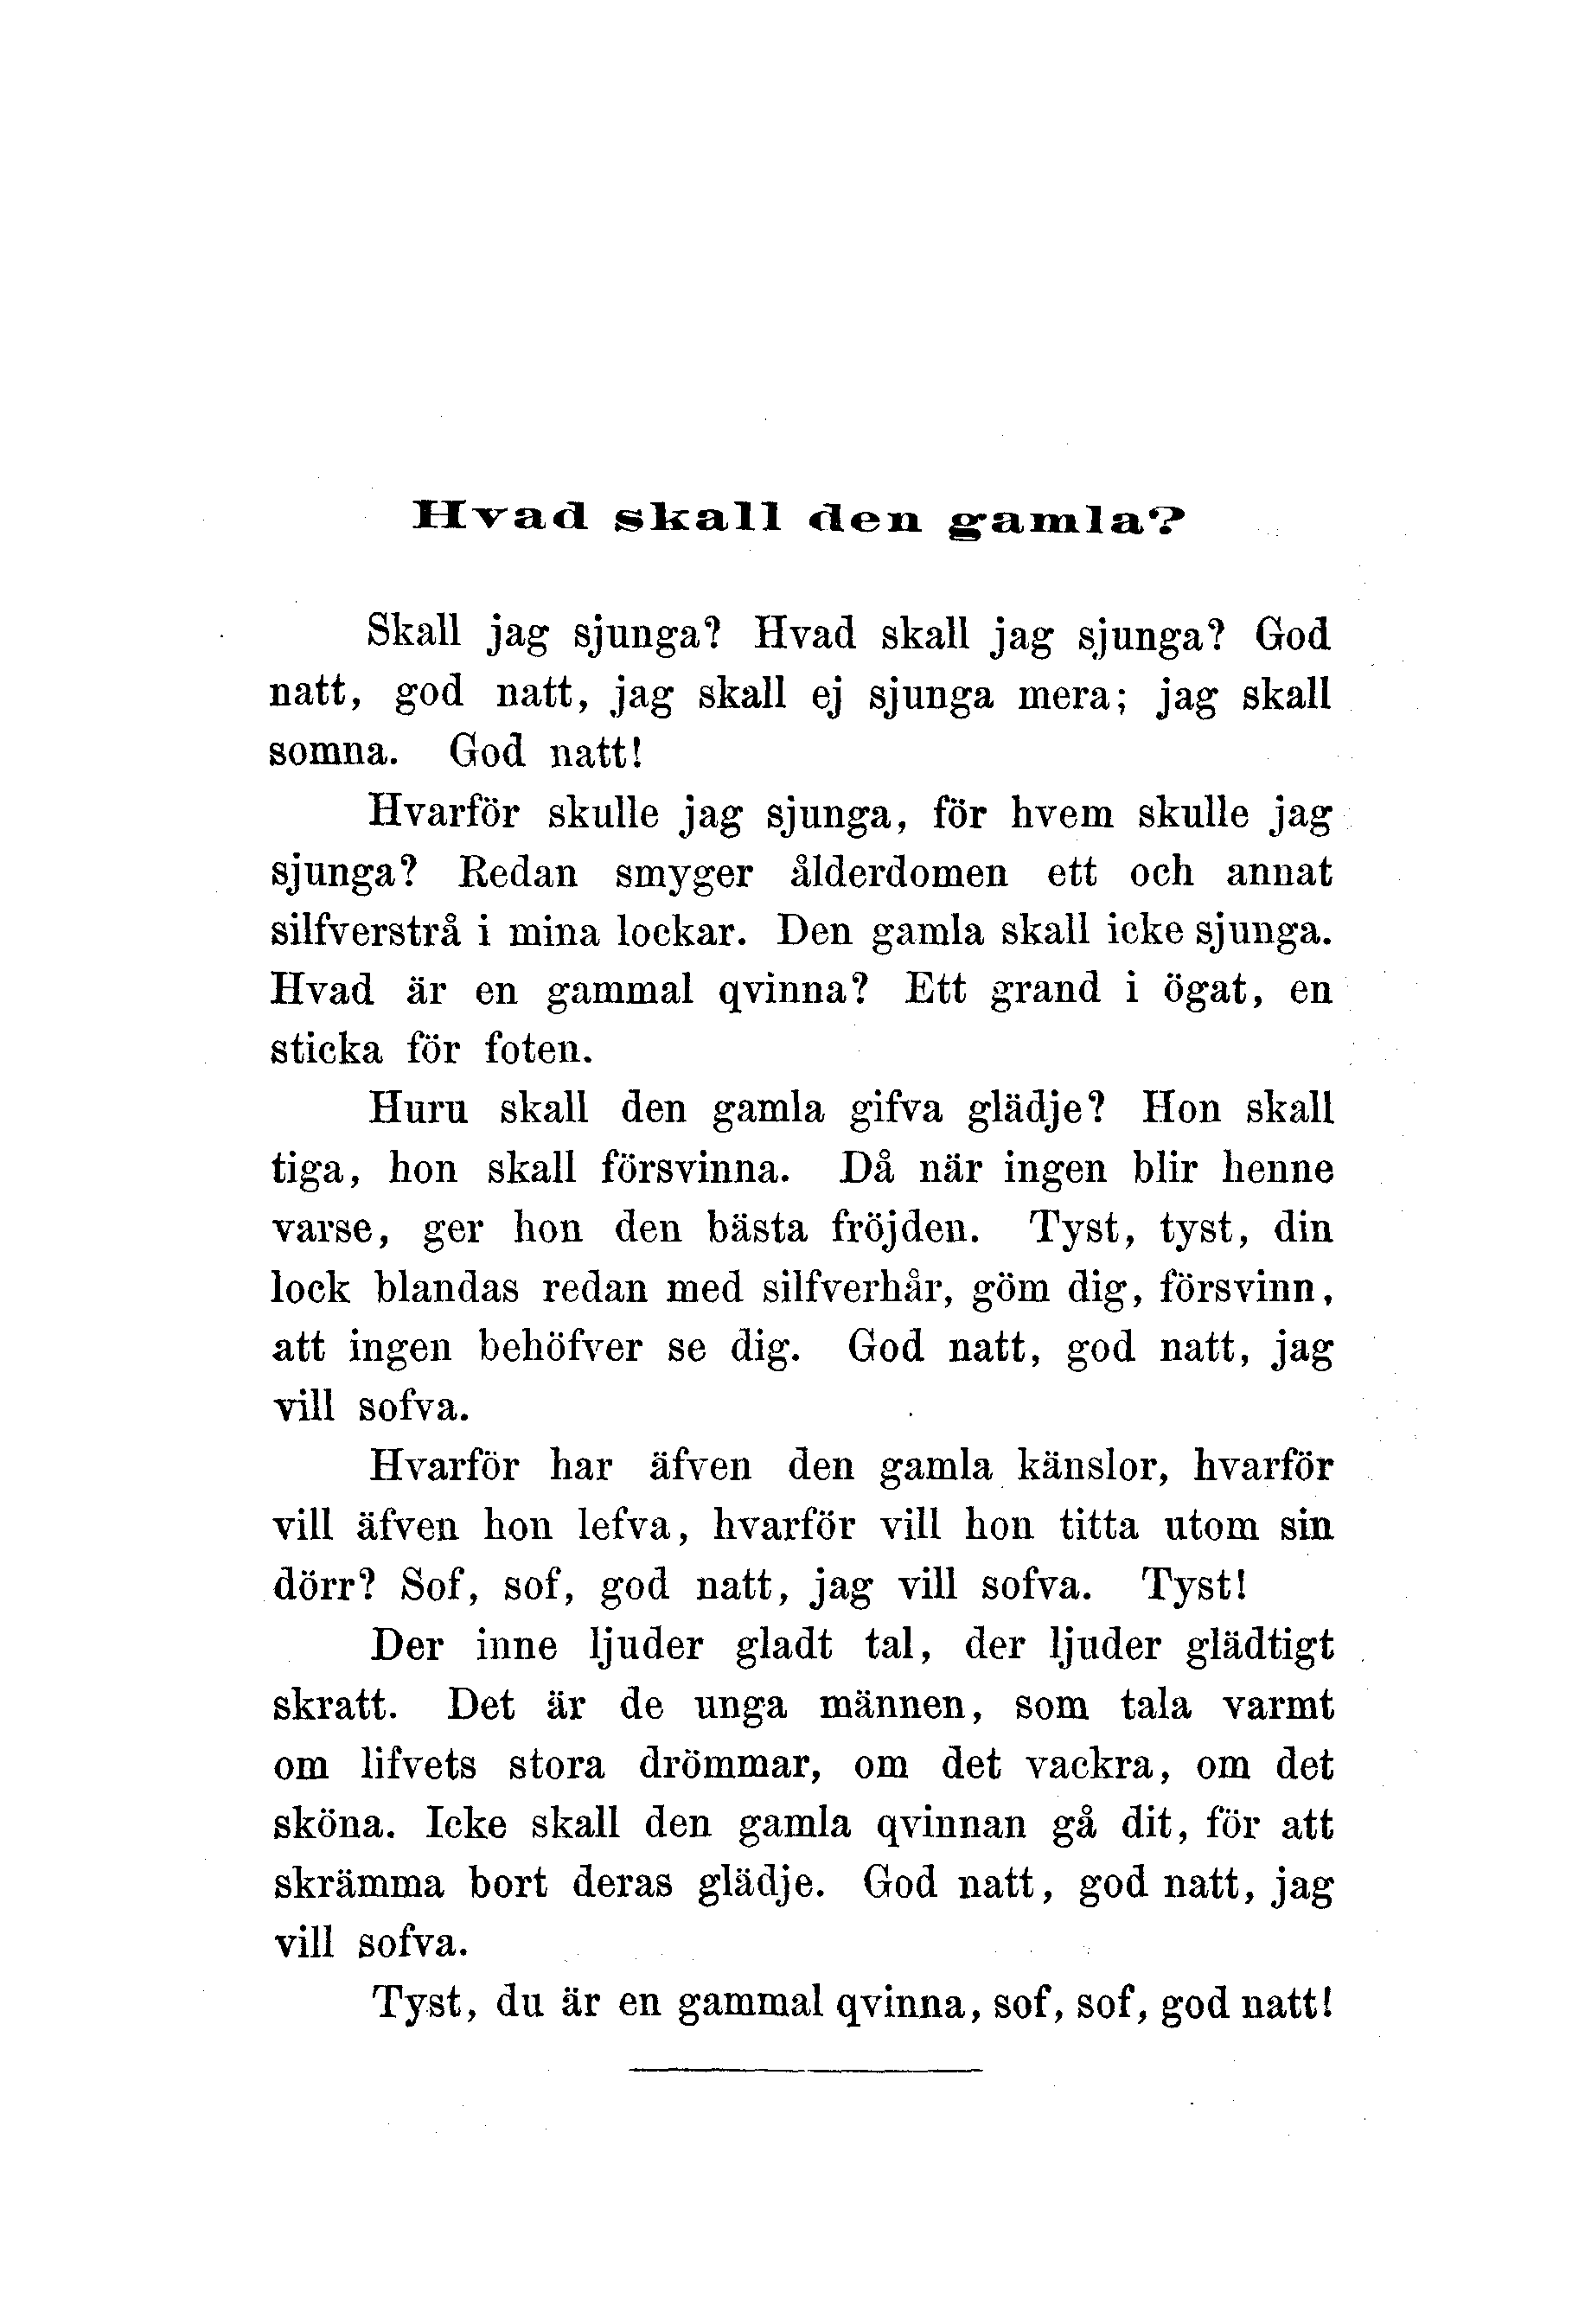 Hvad skall den gamla?
Skall jag sjunga? Hvad skall jag sjunga? God
natt, god natt, jag skall ej sjunga mera; jag skall
somna. God natt!
Hvarför skulle jag sjunga, för hvem skulle jag
sjunga? Redan smyger ålderdomen ett och annat
silfverstrå i mina lockar. Den gamla skall icke sjunga.
Hvad är en gammal qvinna? Ett grand i ögat, en
sticka för foten.
Huru skall den gamla gifva glädje? Hon skall
tiga, hon skall försvinna. Då när ingen blir henne
varse, ger hon den bästa fröjden. Tyst, tyst, din
lock blandas redan med silfverhår, göm dig, försvinn,
att ingen behöfver se dig. God natt, god natt, jag
vill sofva.
Hvarför har äfven den gamla känslor, hvarför
vill äfven hon lefva, hvarför vill hon titta utom sin
dörr? Sof, sof, god natt, jag vill sofva. Tyst!
Der inne ljuder gladt tal, der ljuder glädtigt
skratt. Det är de unga männen, som tala varmt
om lifvets stora drömmar, om det vackra, om det
sköna. Icke skall den gamla qvinnan gå dit, för att
skrämma bort deras glädje. God natt, god natt, jag
vill sofva.
Tyst, du är en gammal qvinna, sof, sof, god natt!